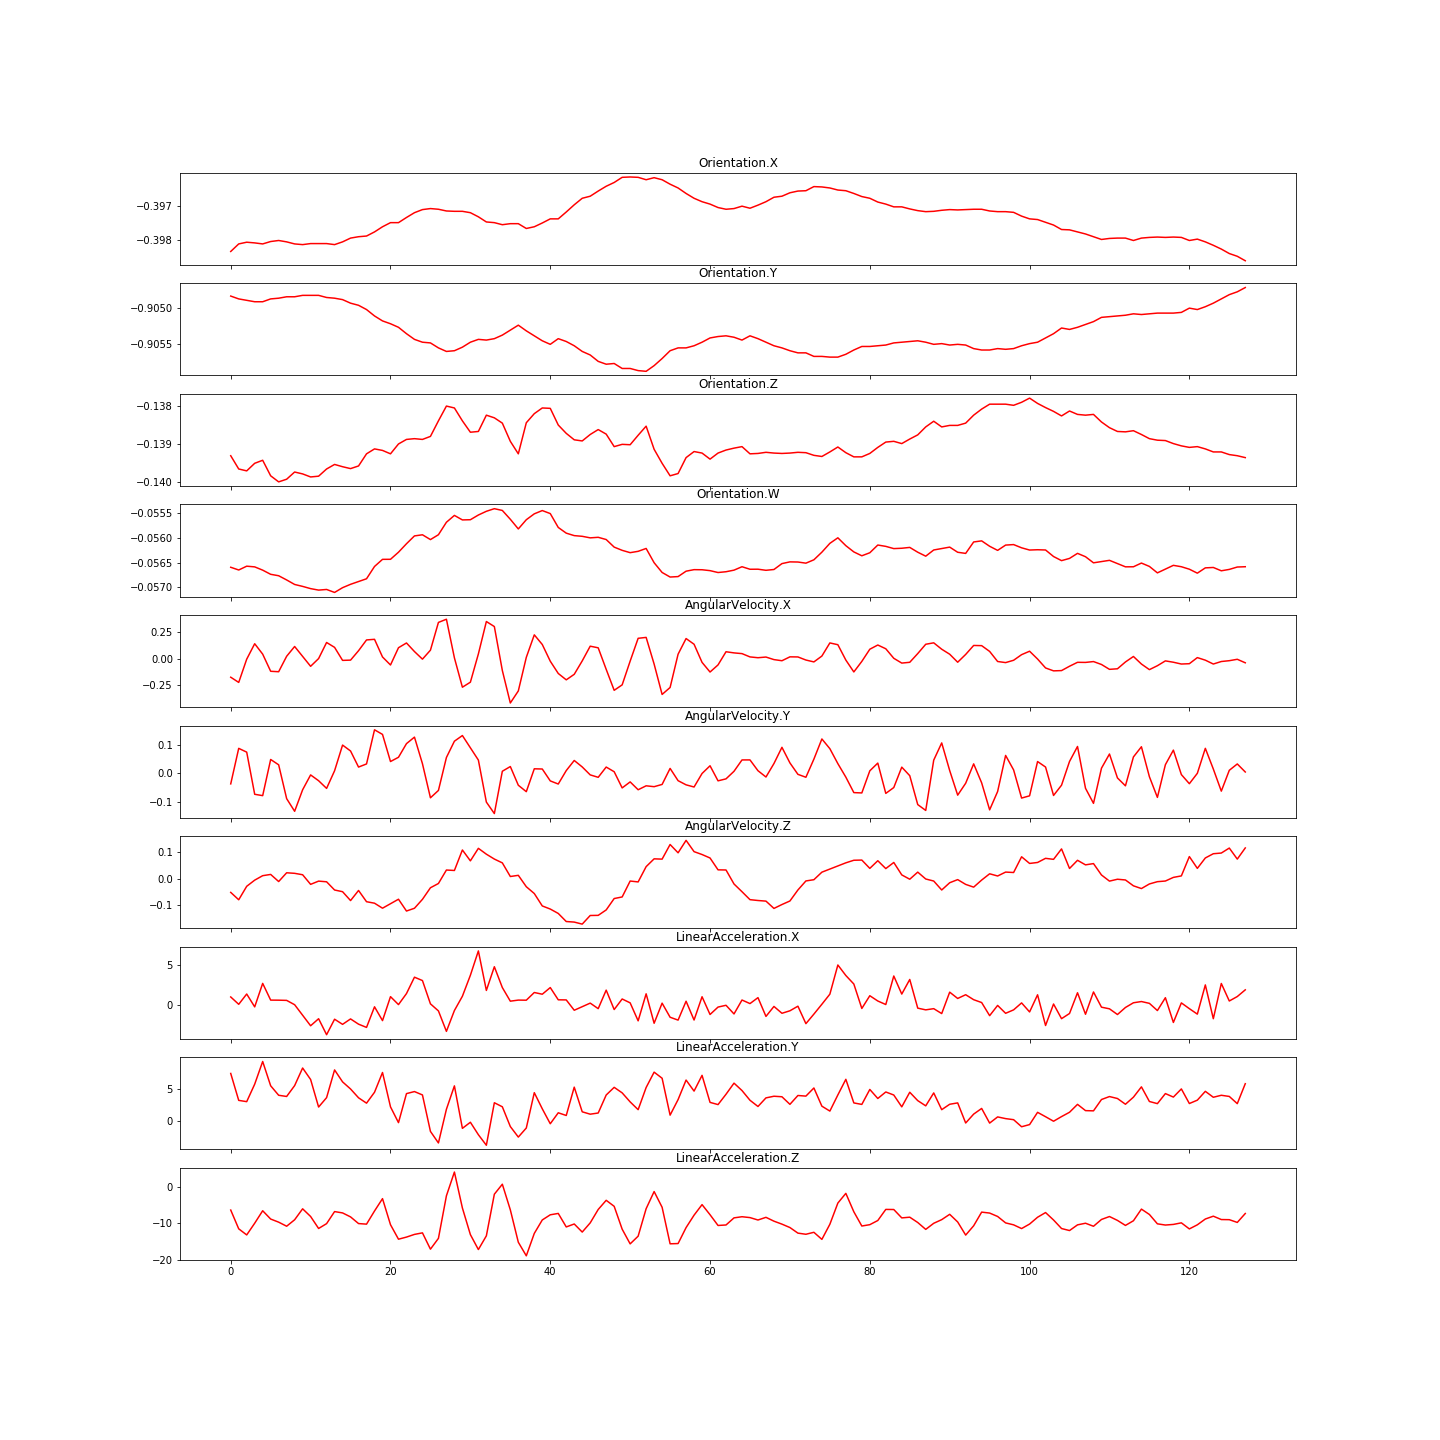 Orientation.X
−0.397
−0.398
Orientation.Y
−0.9050
−0.9055
Orientation.Z
−0.138
−0.139
−0.140
Orientation.W
−0.0555
−0.0560
−0.0565
−0.0570
AngularVelocity.X
0.25
0.00
−0.25
AngularVelocity.Y
0.1
0.0
−0.1
AngularVelocity.Z
0.1
0.0
−0.1
LinearAcceleration.X
5
0
LinearAcceleration.Y
5
0
LinearAcceleration.Z
0
−10
−20
0 20 40 60 80 100 120